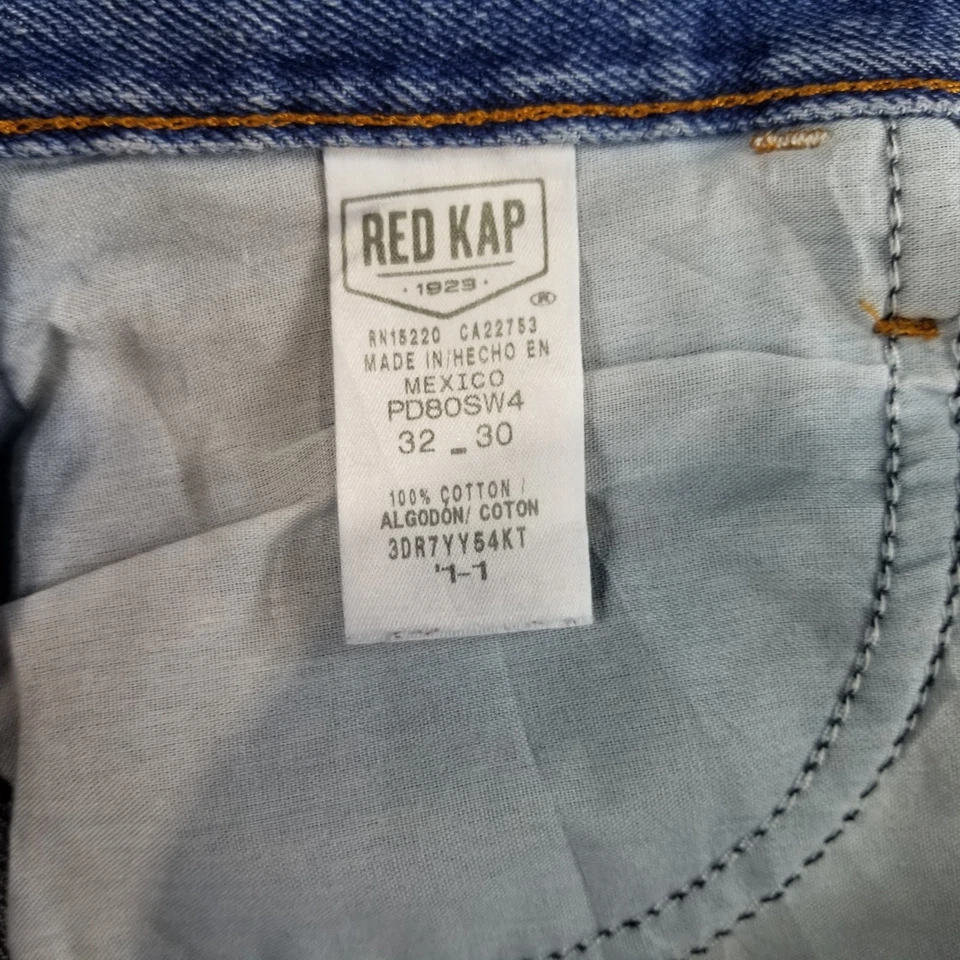 RED KAP
· 1923 ·
®
RN15220 CA22753
MADE IN/HECHO EN
MEXICO
PD80SW4
32 _ 30
100% COTTON /
ALGODÓN/ COTON
3DR7YY54KT
'1-1